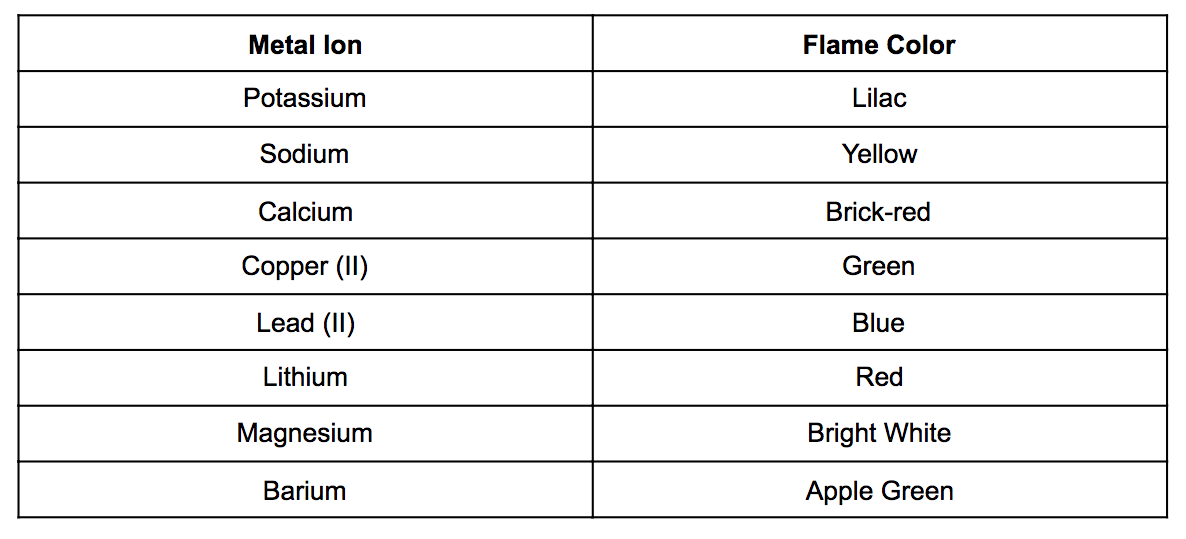 Metal Ion Flame Color
Potassium Lilac
Sodium Yellow
Calcium Brick-red
Copper (II) Green
Lead (II) Blue
Lithium Red
Magnesium Bright White
Barium Apple Green